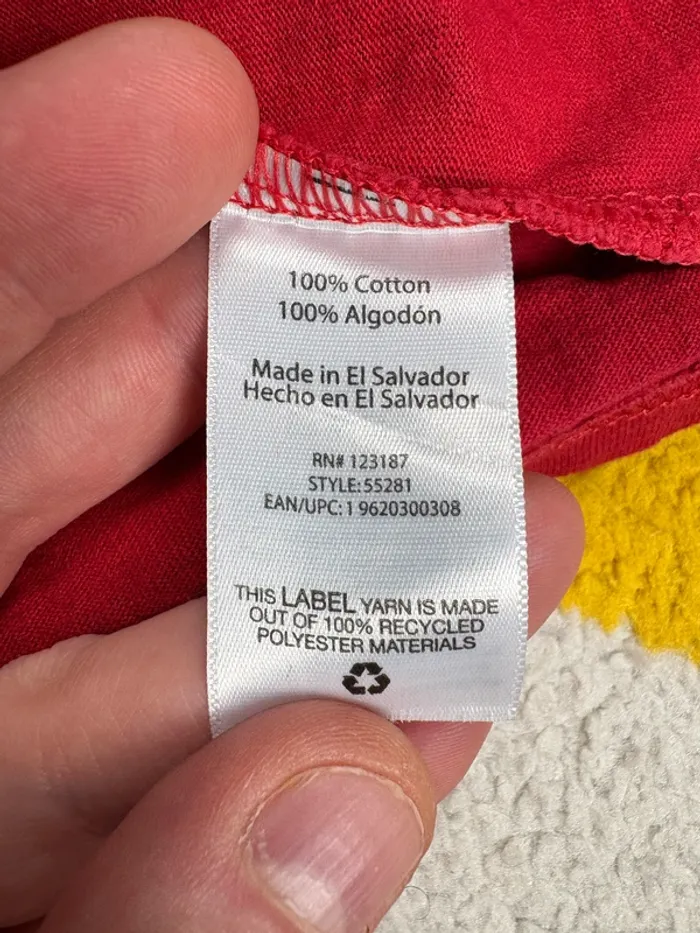 100% Cotton
100% Algodón
Made in El Salvador
Hecho en El Salvador
RN# 123187
STYLE:55281
EAN/UPC:1 9620300308
THIS LABEL YARN IS MADE
OUT OF 100% RECYCLED
POLYESTER MATERIALS